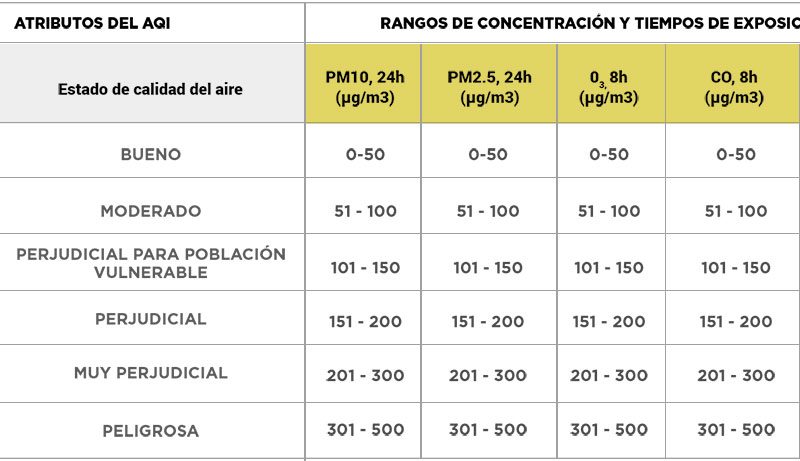 ATRIBUTOS DEL AQI
RANGOS DE CONCENTRACIÓN Y TIEMPOS DE EXPOSIC
Estado de calidad del aire
PM10, 24h
(µg/m3)
PM2.5, 24h
(µg/m3)
03, 8h
(µg/m3)
CO, 8h
(µg/m3)
BUENO
0-50
0-50
0-50
0-50
MODERADO
51 - 100
51 - 100
51 - 100
51 - 100
PERJUDICIAL PARA POBLACIÓN
VULNERABLE
101 - 150
101 - 150
101 - 150
101 - 150
PERJUDICIAL
151 - 200
151 - 200
151 - 200
151 - 200
MUY PERJUDICIAL
201 - 300
201 - 300
201 - 300
201 - 300
PELIGROSA
301 - 500
301 - 500
301 - 500
301 - 500